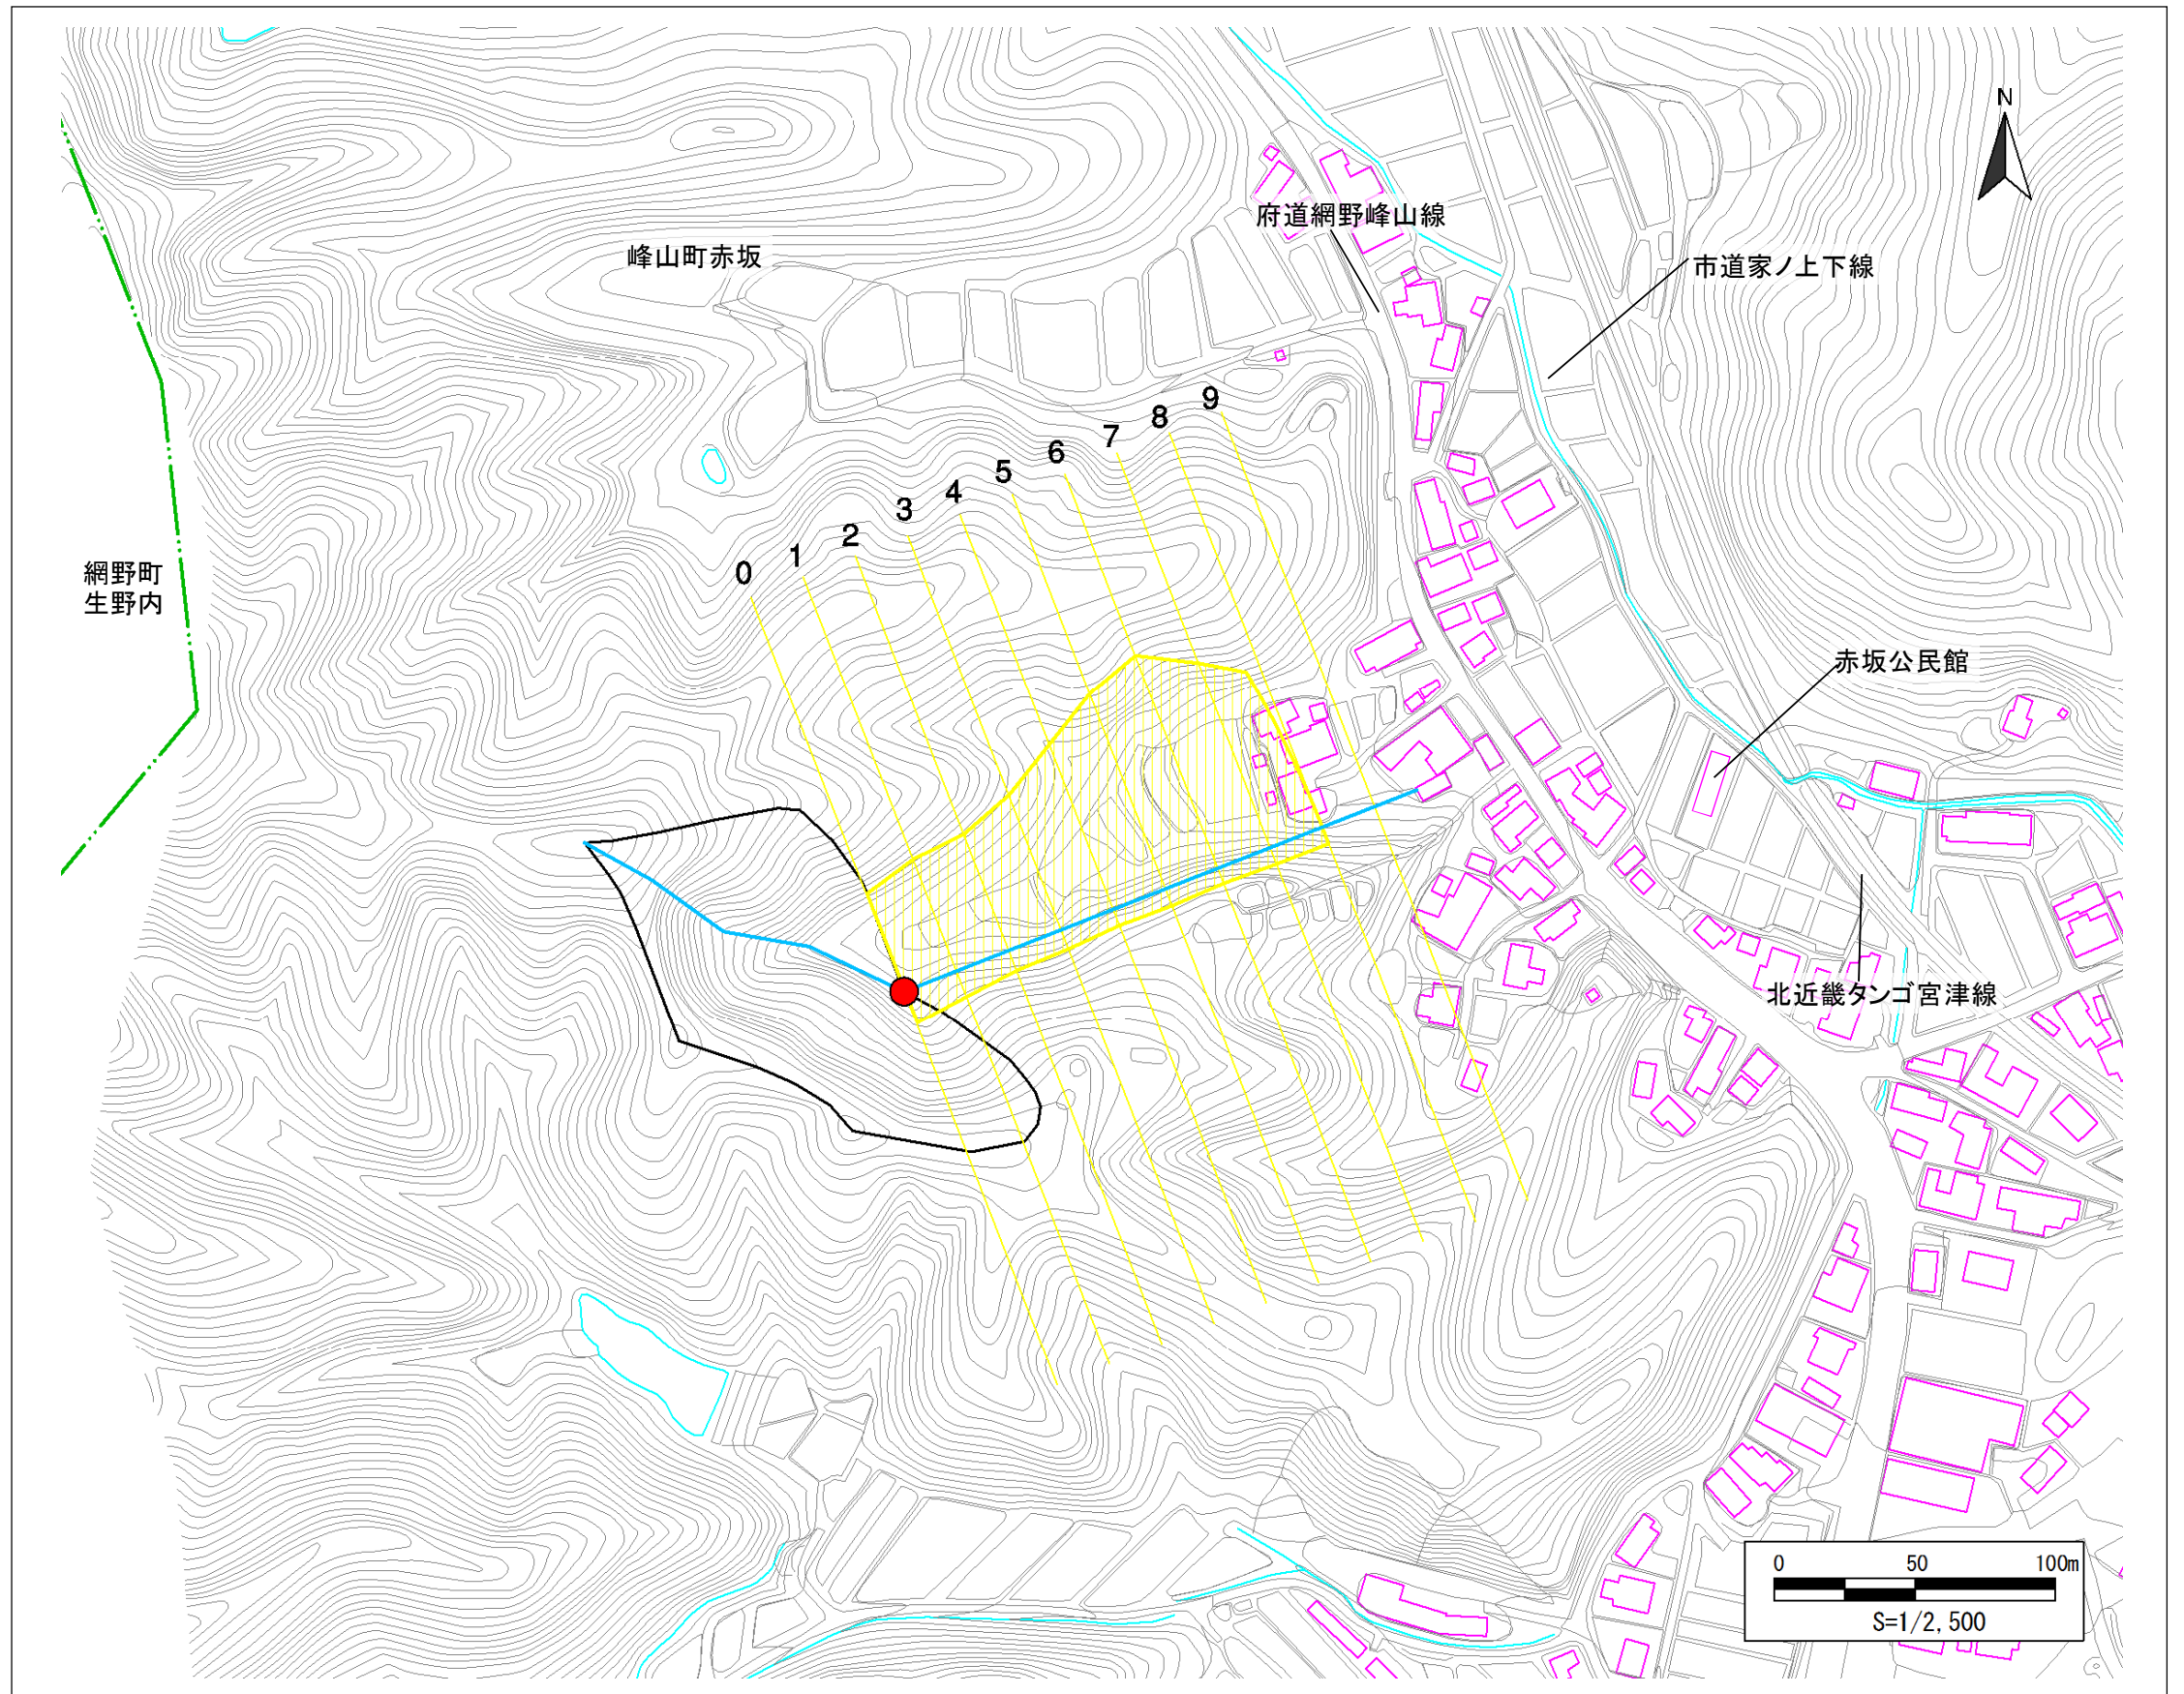 N
府道網野峰山線
峰山町赤坂
市道家ノ上下線
9
8
7
6
5
4
3
2
1
0
網野町
生野内
赤坂公民館
北近畿タンゴ宮津線
0 50 100m
S=1/2,500